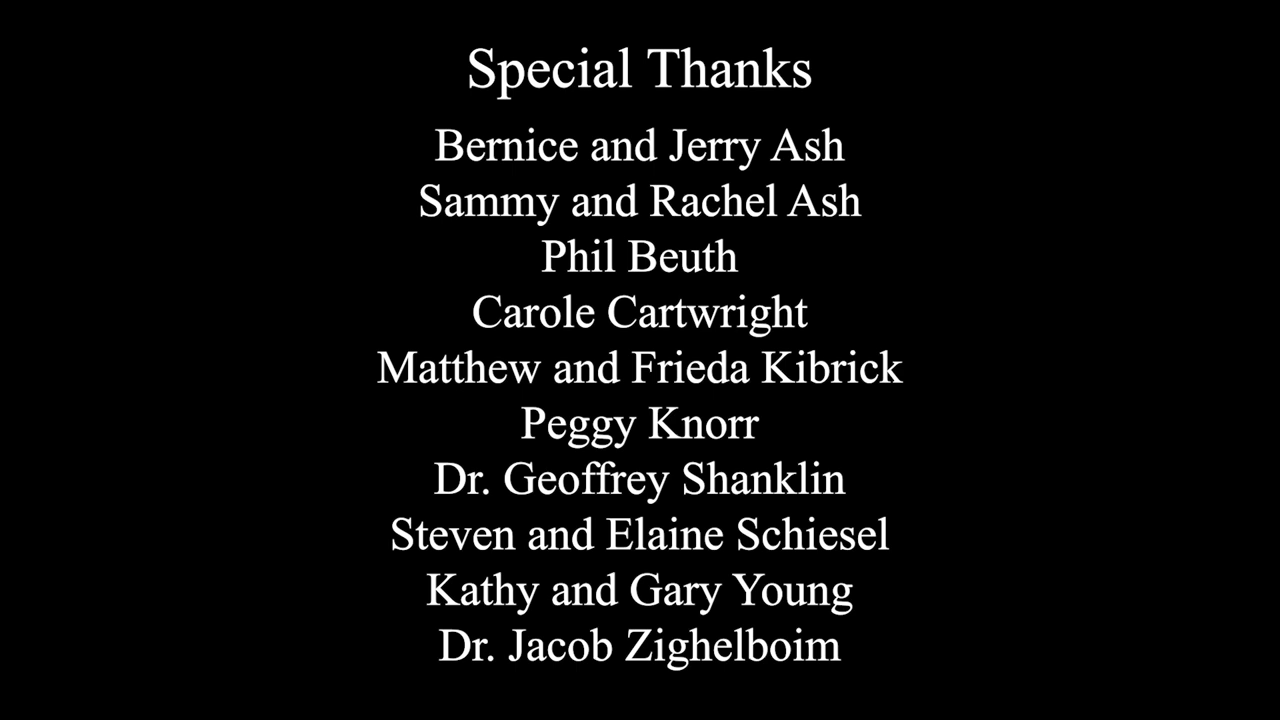 Special Thanks
Bernice and Jerry Ash
Sammy and Rachel Ash
Phil Beuth
Carole Cartwright
Matthew and Frieda Kibrick
Peggy Knorr
Dr. Geoffrey Shanklin
Steven and Elaine Schiesel
Kathy and Gary Young
Dr. Jacob Zighelboim